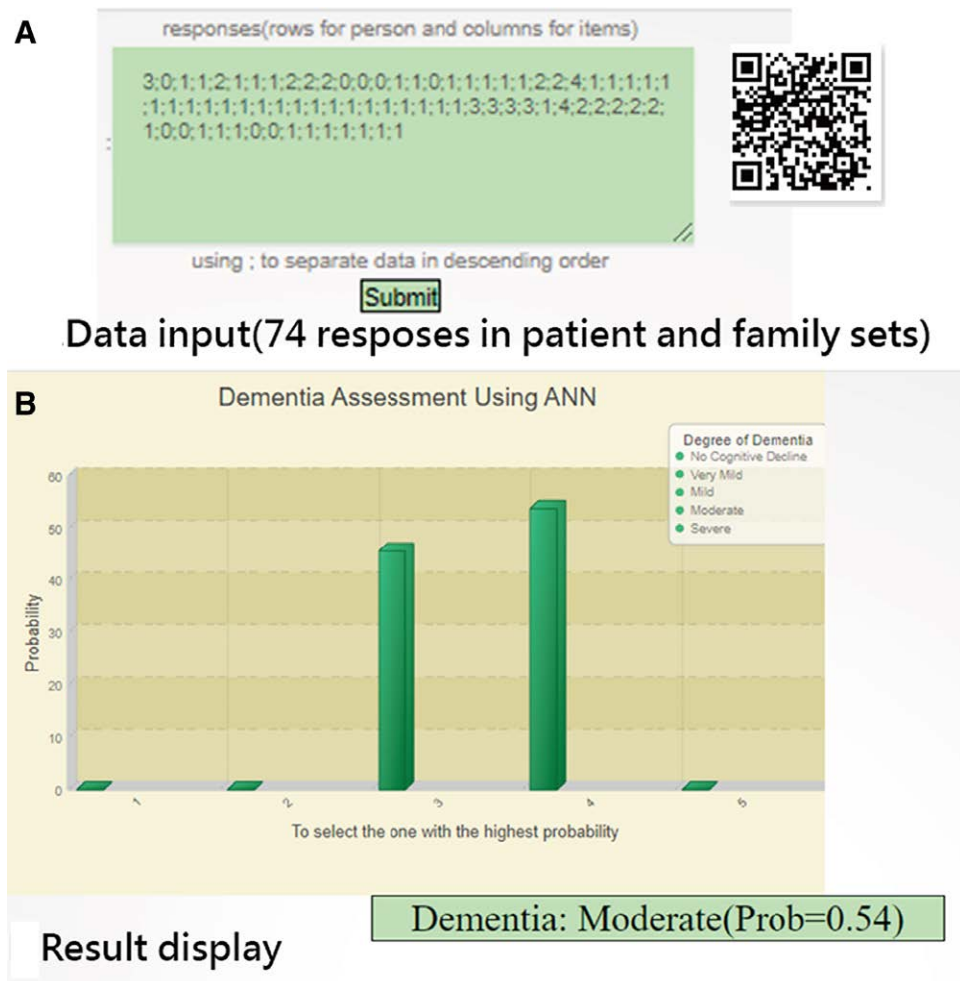 A
responses(rows for person and columns for items)
3;0;1;1;2;1;1;1;2;2;2;0;0;0;1;1;0;1;1;1;1;1;2;2;4;1;1;1;1;1
;1;1;1;1;1;1;1;1;1;1;1;1;1;1;1;1;1;1;3;3;3;3;1;4;2;2;2;2;2;
1;0;0;1;1;1;0;0;1;1;1;1;1;1;1
:
using ; to separate data in descending order
Submit
Data input(74 resposes in patient and family sets)
B
Dementia Assessment Using ANN
Degree of Dementia
No Cognitive Decline
Very Mild
Mild
Moderate
Severe
60
50
40
30
20
10
0
Probability
1
2
3
4
5
To select the one with the highest probability
Dementia: Moderate(Prob=0.54)
Result display